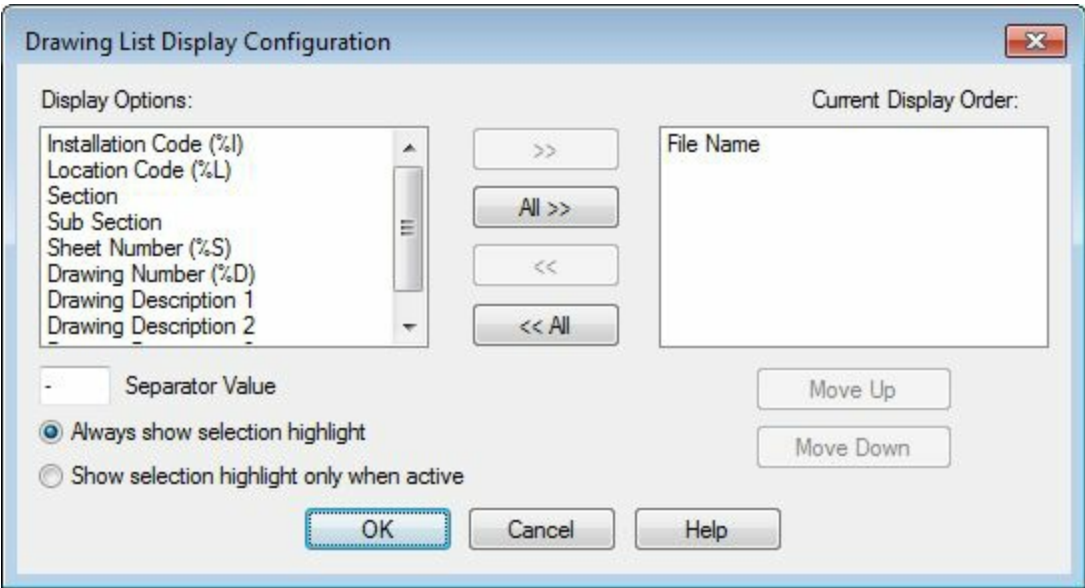 Drawing List Display Configuration
Display Options:
Current Display Order:
Installation Code (%I)
Location Code (%L)
Section
Sub Section
Sheet Number (%S)
Drawing Number (%D)
Drawing Description 1
Drawing Description 2
>>
All >>
<<
<< All
File Name
- Separator Value
Always show selection highlight
Show selection highlight only when active
Move Up
Move Down
OK Cancel Help